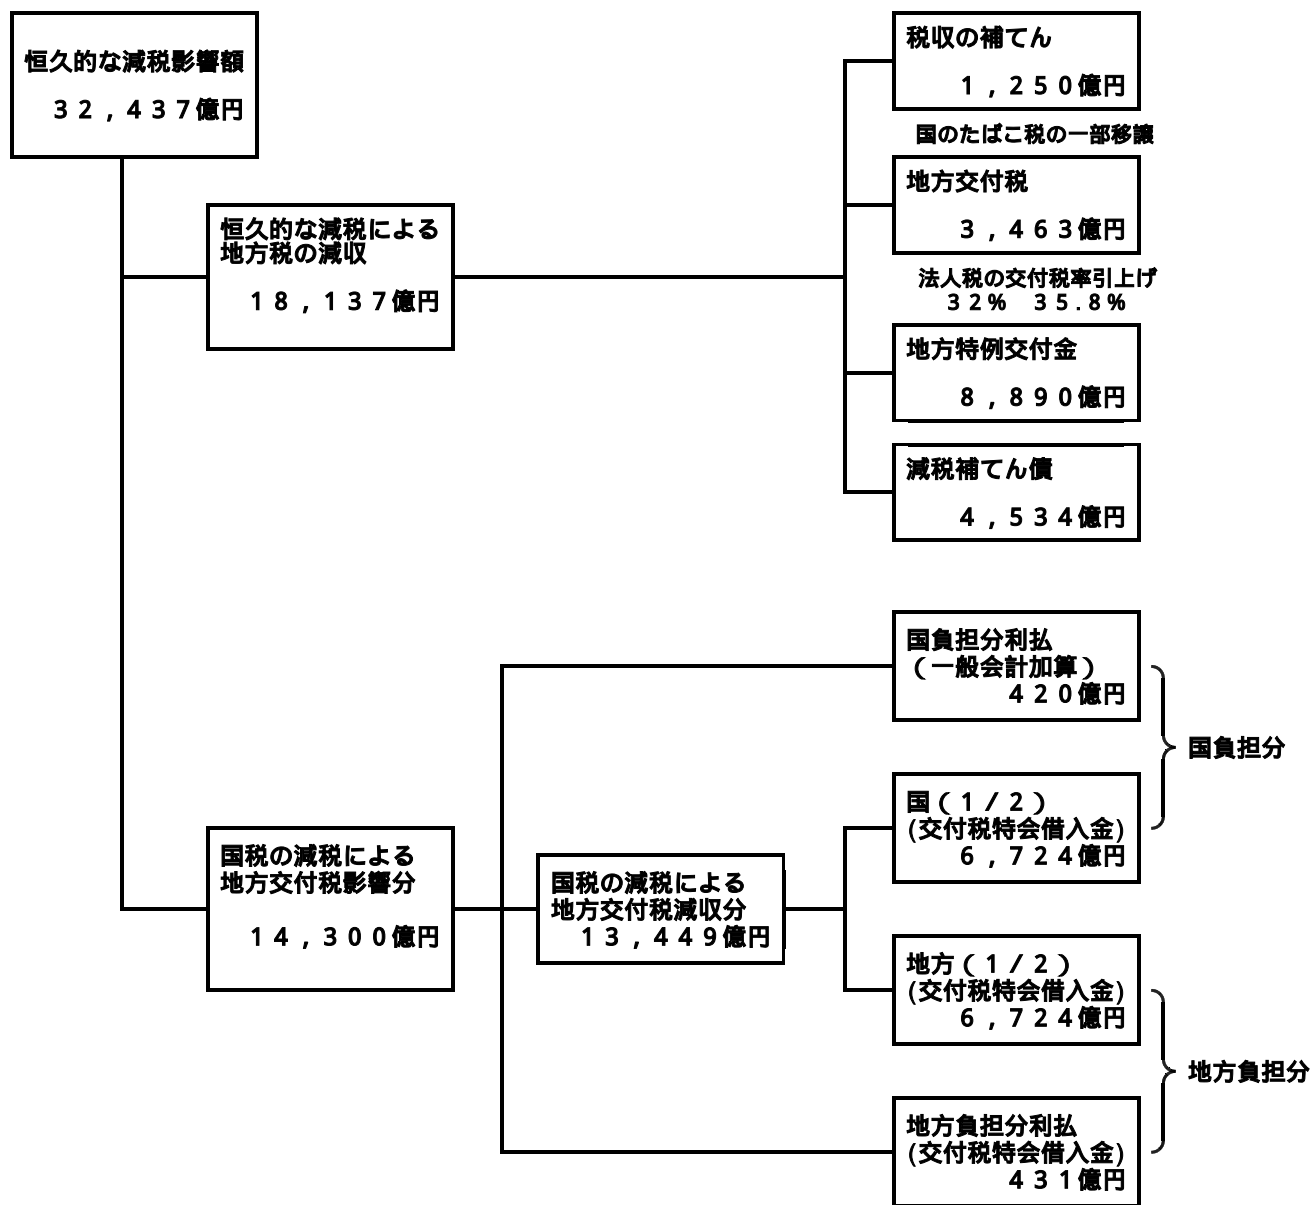 恒久的な減税影響額
３２，４３７億円
恒久的な減税による
地方税の減収
１８，１３７億円
税収の補てん
１，２５０億円
国のたばこ税の一部移譲
地方交付税
３，４６３億円
法人税の交付税率引上げ
３２％　３５.８％
地方特例交付金
８，８９０億円
減税補てん債
４，５３４億円
国税の減税による
地方交付税影響分
１４，３００億円
国税の減税による
地方交付税減収分
１３，４４９億円
国負担分利払
（一般会計加算）
４２０億円
国（１／２）
(交付税特会借入金)
６，７２４億円
国負担分
地方（１／２）
(交付税特会借入金)
６，７２４億円
地方負担分利払
(交付税特会借入金)
４３１億円
地方負担分